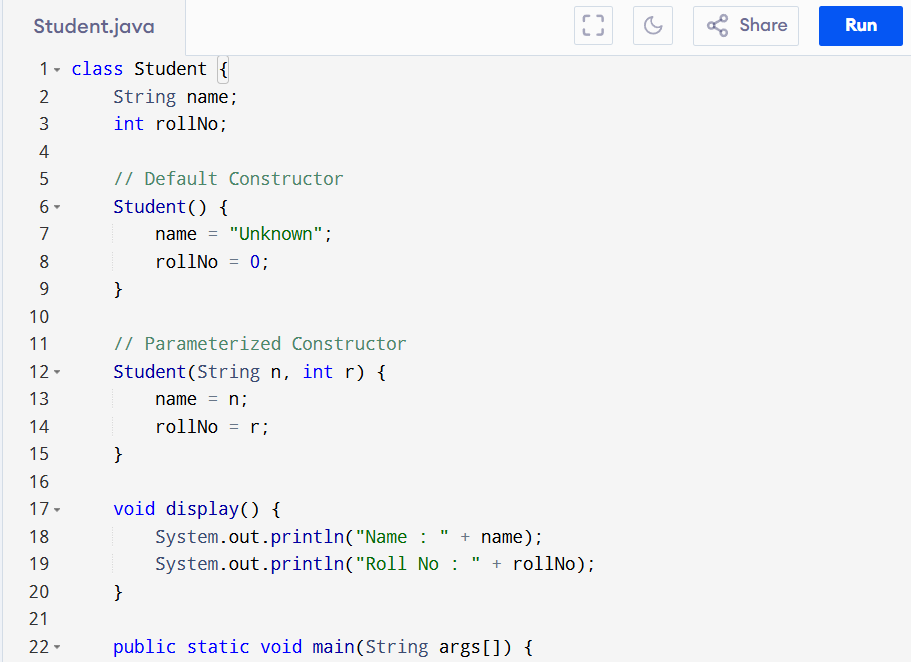 Student.java
Share
Run
1 class Student {
2     String name;
3     int rollNo;
4
5     // Default Constructor
6     Student() {
7         name = "Unknown";
8         rollNo = 0;
9     }
10
11     // Parameterized Constructor
12     Student(String n, int r) {
13         name = n;
14         rollNo = r;
15     }
16
17     void display() {
18         System.out.println("Name : " + name);
19         System.out.println("Roll No : " + rollNo);
20     }
21
22     public static void main(String args[]) {